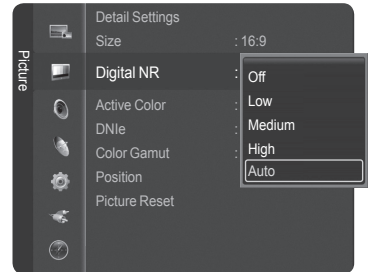 Picture
Detail Settings
Size : 16:9
Digital NR :
Active Color :
DNIe :
Color Gamut :
Position
Picture Reset
Off
Low
Medium
High
Auto